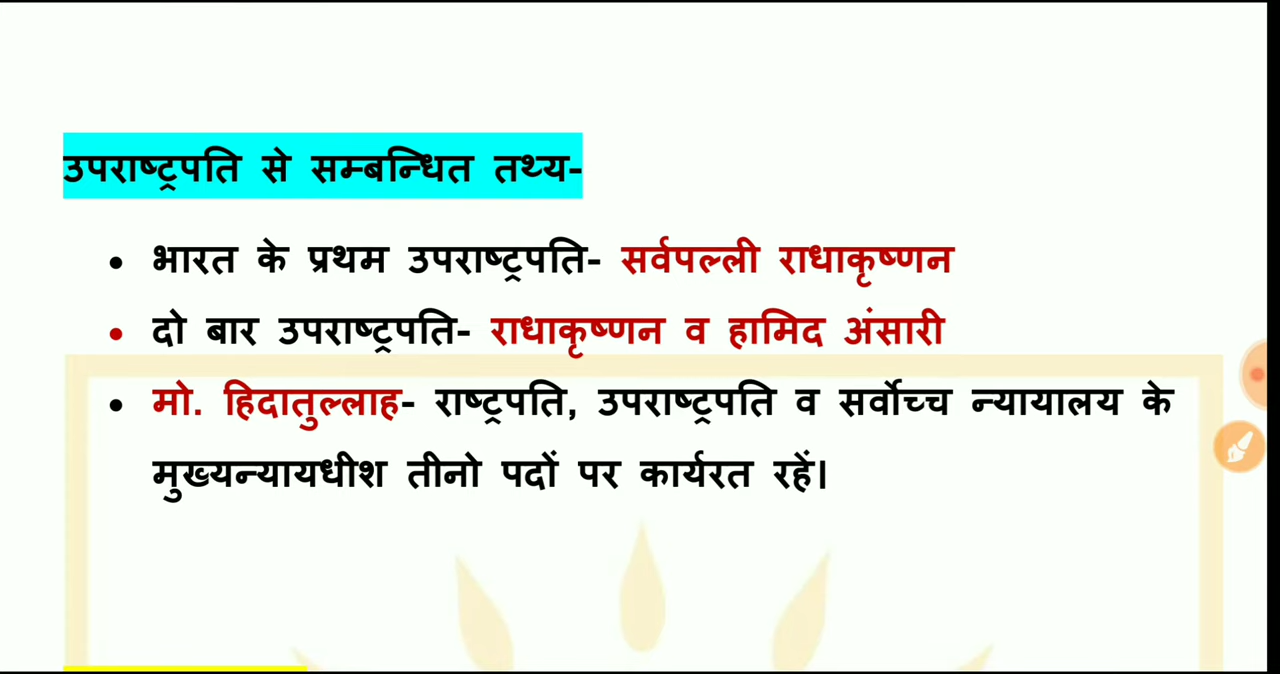 उपराष्ट्रपति से सम्बन्धित तथ्य-
• भारत के प्रथम उपराष्ट्रपति- सर्वपल्ली राधाकृष्णन
• दो बार उपराष्ट्रपति- राधाकृष्णन व हामिद अंसारी
• मो. हिदातुल्लाह- राष्ट्रपति, उपराष्ट्रपति व सर्वोच्च न्यायालय के
मुख्यन्यायधीश तीनो पदों पर कार्यरत रहें।